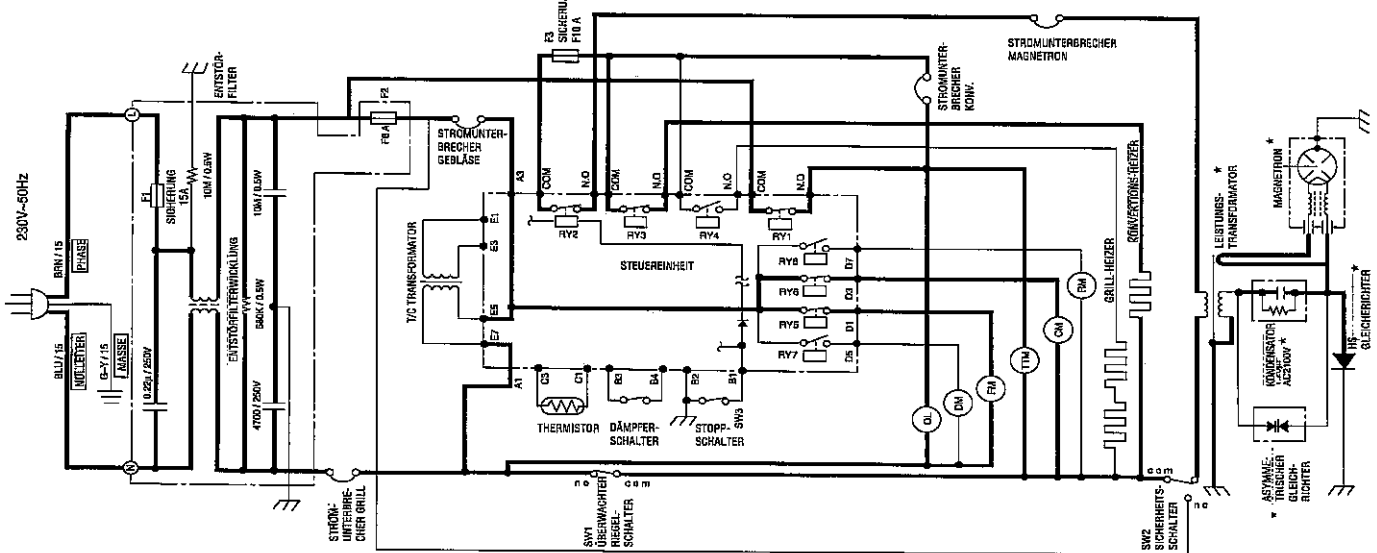 230V~50Hz
BRN / 15
PHASE
BLU / 15
NULLEITER
G-Y / 15
MASSE
L
N
F1
SICHERUNG
15A
10M / 0.5W
0.22µ / 250V
ENTSTÖR-
FILTER
ENTSTÖRFILTERWICKLUNG
10M / 0.5W
680K / 0.5W
4700 / 250V
F2
F8 A
STROMUNTER-
BRECHER
GEBLÄSE
STROM-
UNTERBRE-
CHER GRILL
T/C TRANSFORMATOR
A3
A1
E1
E3
E5
E7
F3
F10 A
COM
N.O
COM
N.O
COM
N.O
COM
N.O
RY2
RY3
RY4
RY1
STEUEREINHEIT
RY8
RY6
RY5
RY7
D7
D3
D1
D5
C3
C1
B3
B4
B2
B1
THERMISTOR
DÄMPFER-
SCHALTER
STOPP-
SCHALTER
SW3
SW1
ÜBERWACHTER
RIEGEL-
SCHALTER
no
com
STROMUNTER-
BRECHER
KONV.
STROMUNTERBRECHER
MAGNETRON
OL
DM
FM
TTM
CM
RM
GRILL-HEIZER
KONVEKTIONS-HEIZER
SW2
SICHERHEITS-
SCHALTER
com
no
LEISTUNGS- *
TRANSFORMATOR
MAGNETRON *
KONDENSATOR
AC2100V *
HS- *
GLEICHRICHTER
* ASYMME-
TRISCHER
GLEICH-
RICHTER